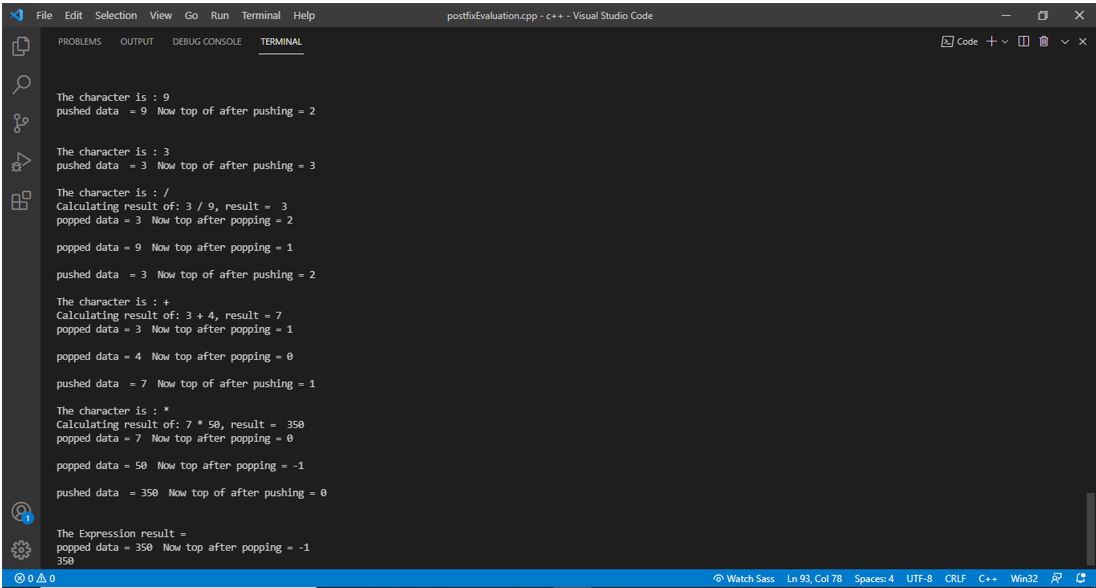 File Edit Selection View Go Run Terminal Help postfixEvaluation.cpp - c++ - Visual Studio Code
PROBLEMS OUTPUT DEBUG CONSOLE TERMINAL Code
The character is : 9
pushed data  = 9  Now top of after pushing = 2
The character is : 3
pushed data  = 3  Now top of after pushing = 3
The character is : /
Calculating result of: 3 / 9, result =  3
popped data = 3  Now top after popping = 2
popped data = 9  Now top after popping = 1
pushed data  = 3  Now top of after pushing = 2
The character is : +
Calculating result of: 3 + 4, result = 7
popped data = 3  Now top after popping = 1
popped data = 4  Now top after popping = 0
pushed data  = 7  Now top of after pushing = 1
The character is : *
Calculating result of: 7 * 50, result =  350
popped data = 7  Now top after popping = 0
popped data = 50  Now top after popping = -1
pushed data  = 350  Now top of after pushing = 0
1
The Expression result =
popped data = 350  Now top after popping = -1
350
0 0 Watch Sass Ln 93, Col 78 Spaces: 4 UTF-8 CRLF C++ Win32